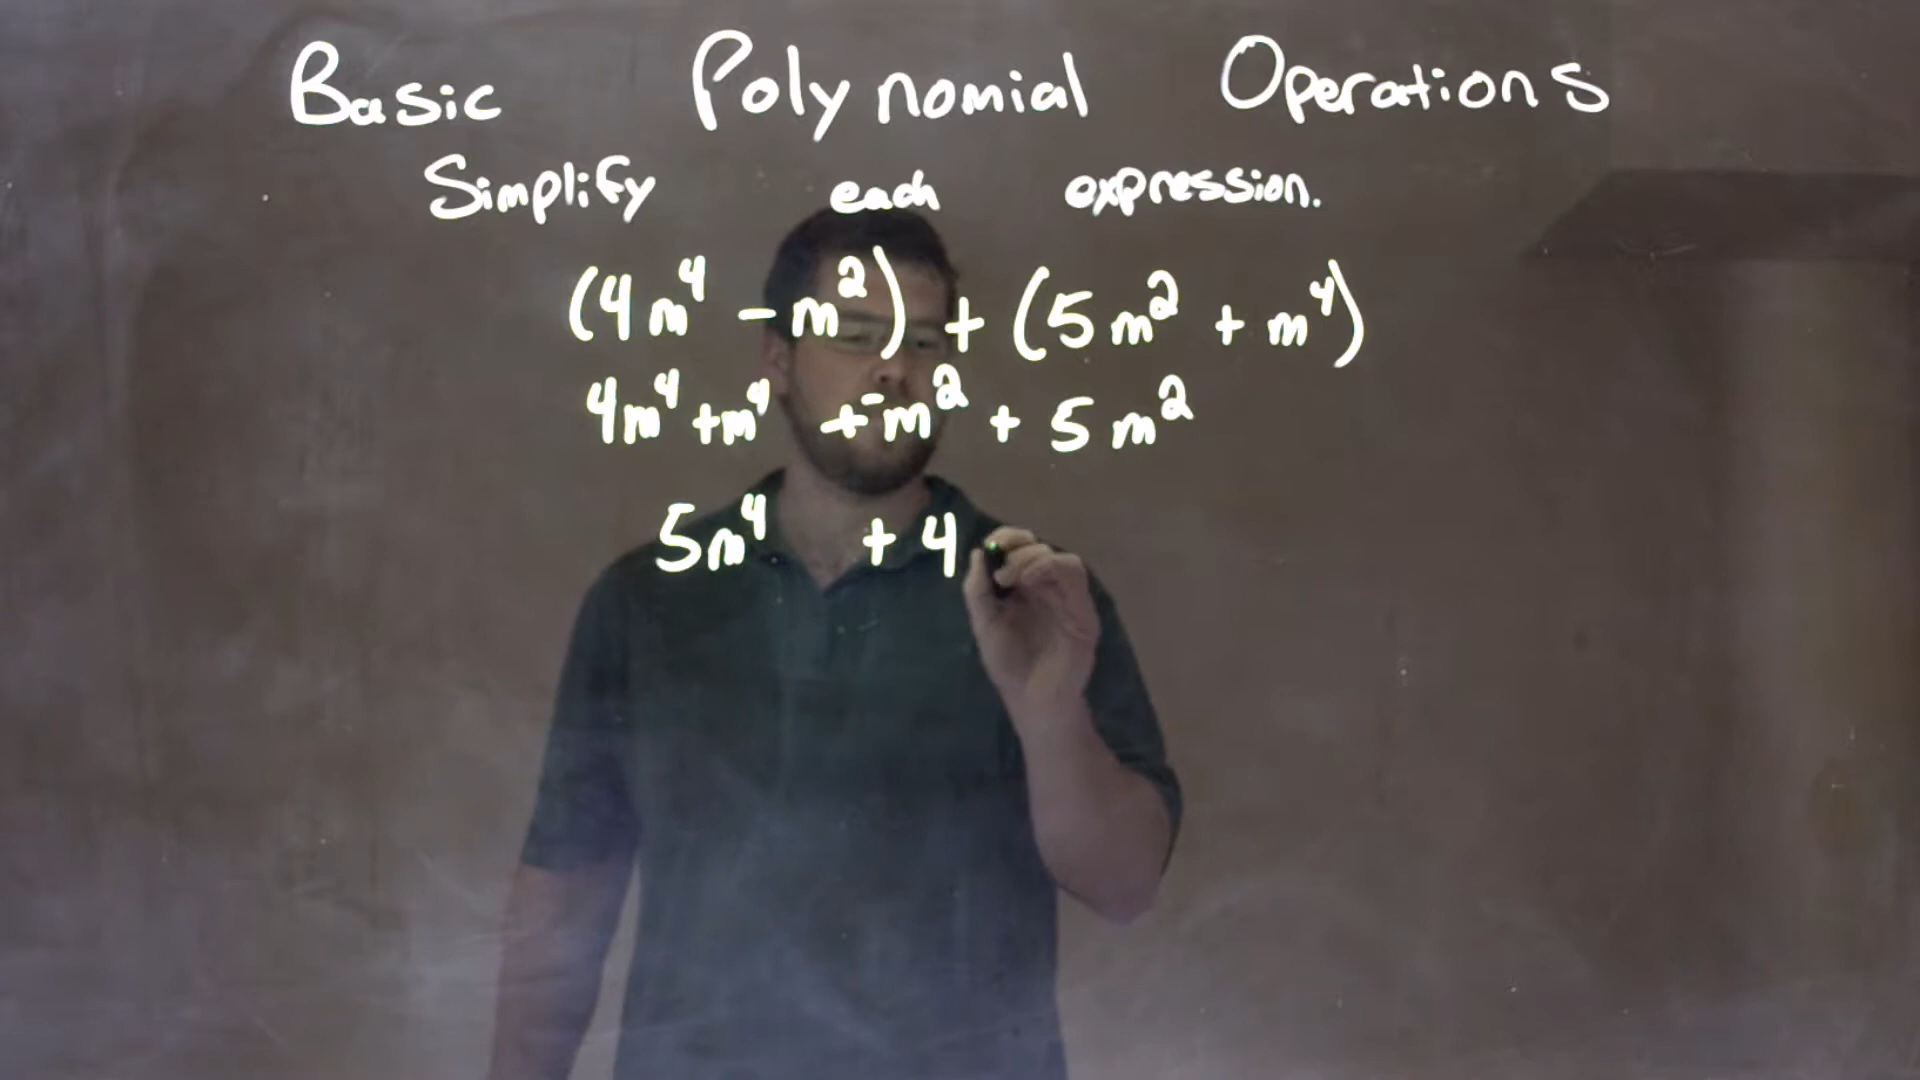 Basic Polynomial Operations
Simplify each expression.
(4m⁴ - m²) + (5m² + m⁴)
4m⁴ + m⁴ + ⁻m² + 5m²
5m⁴ + 4